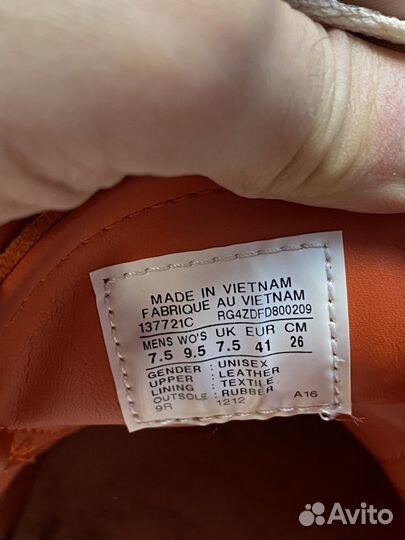 MADE IN VIETNAM
FABRIQUE AU VIETNAM
137721C RG4ZDFD800209
MENS WO'S UK EUR CM
7.5 9.5 7.5 41 26
GENDER : UNISEX
UPPER : LEATHER
LINING : TEXTILE
OUTSOLE : RUBBER
9R 1212 A16
Avito